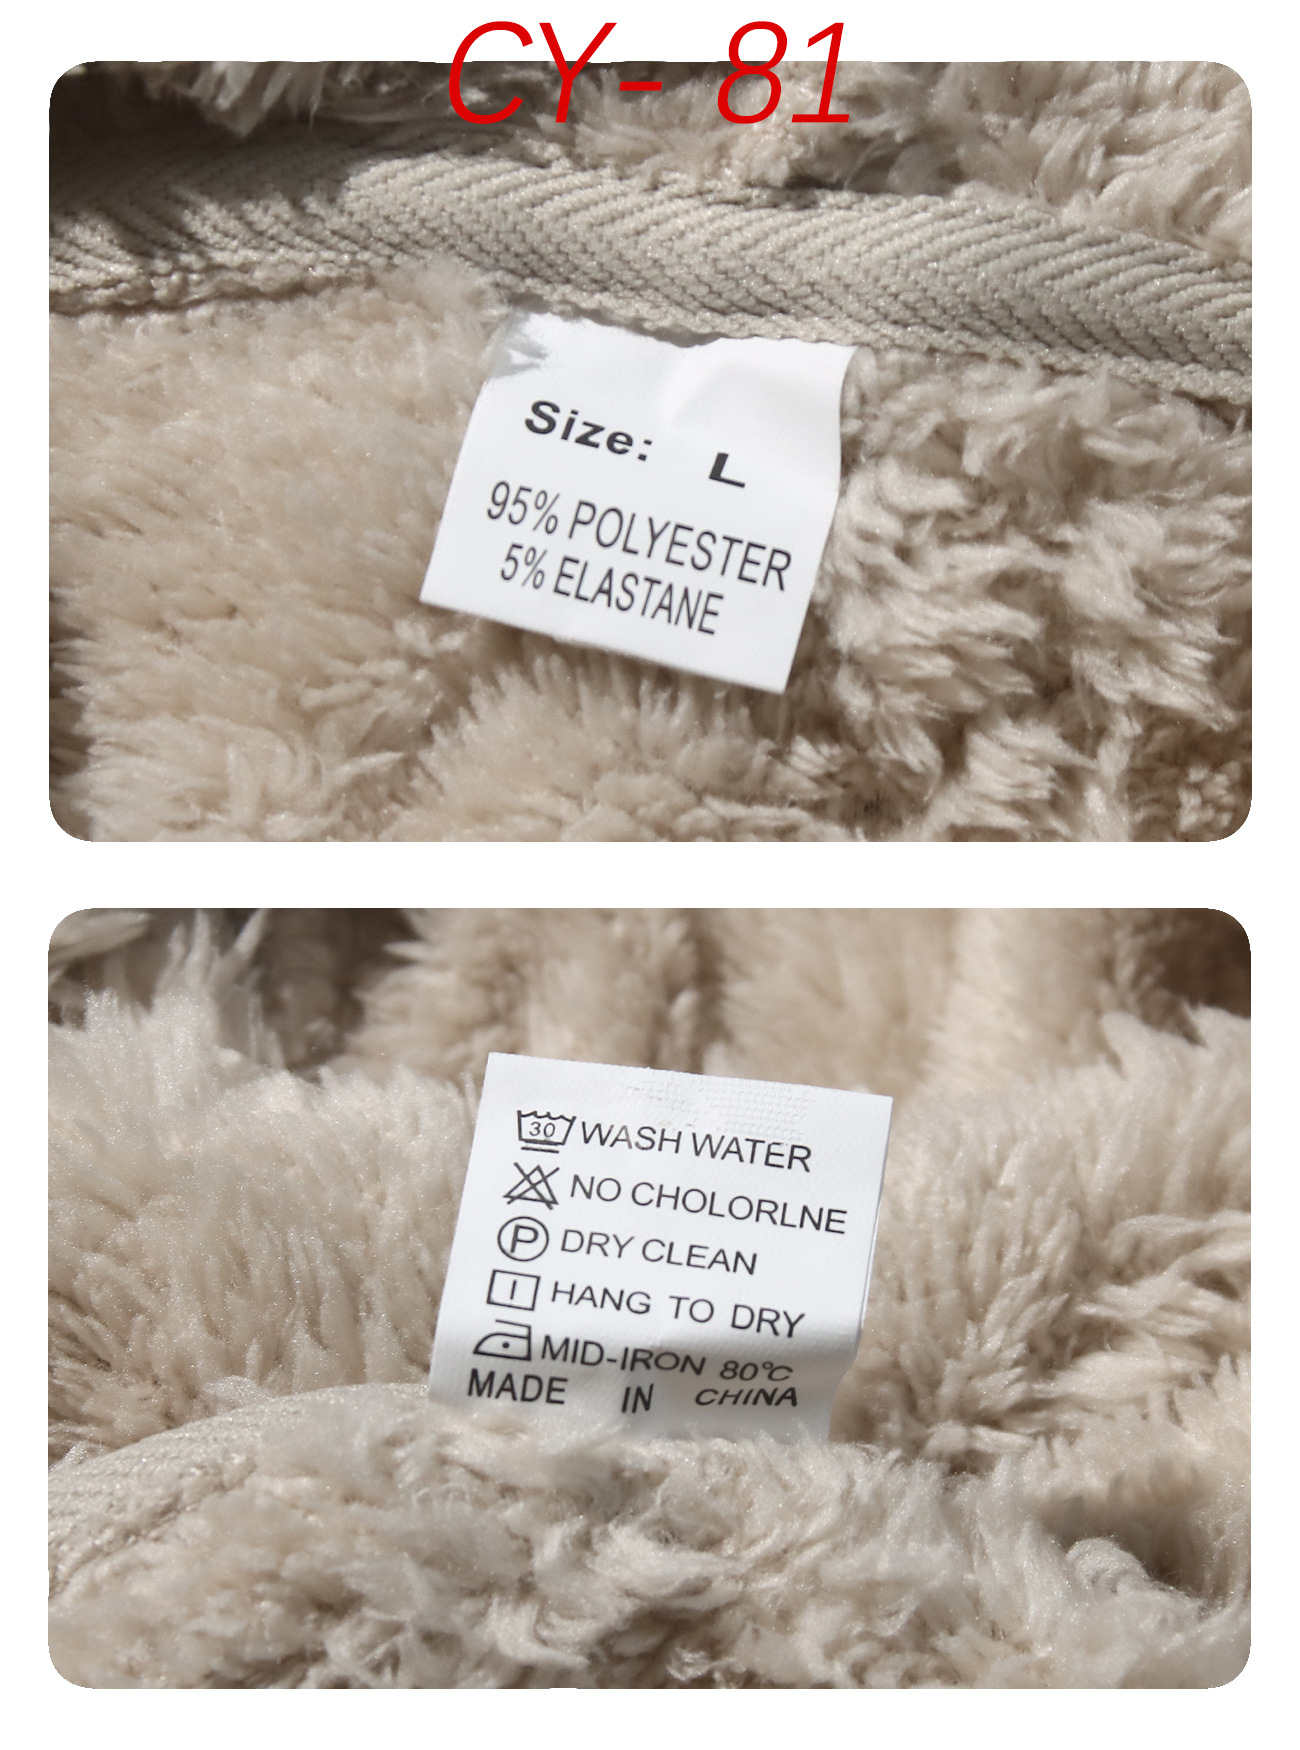 CY- 81
Size: L
95% POLYESTER
5% ELASTANE
30 WASH WATER
NO CHOLORLNE
P DRY CLEAN
HANG TO DRY
MID-IRON 80°C
MADE IN CHINA